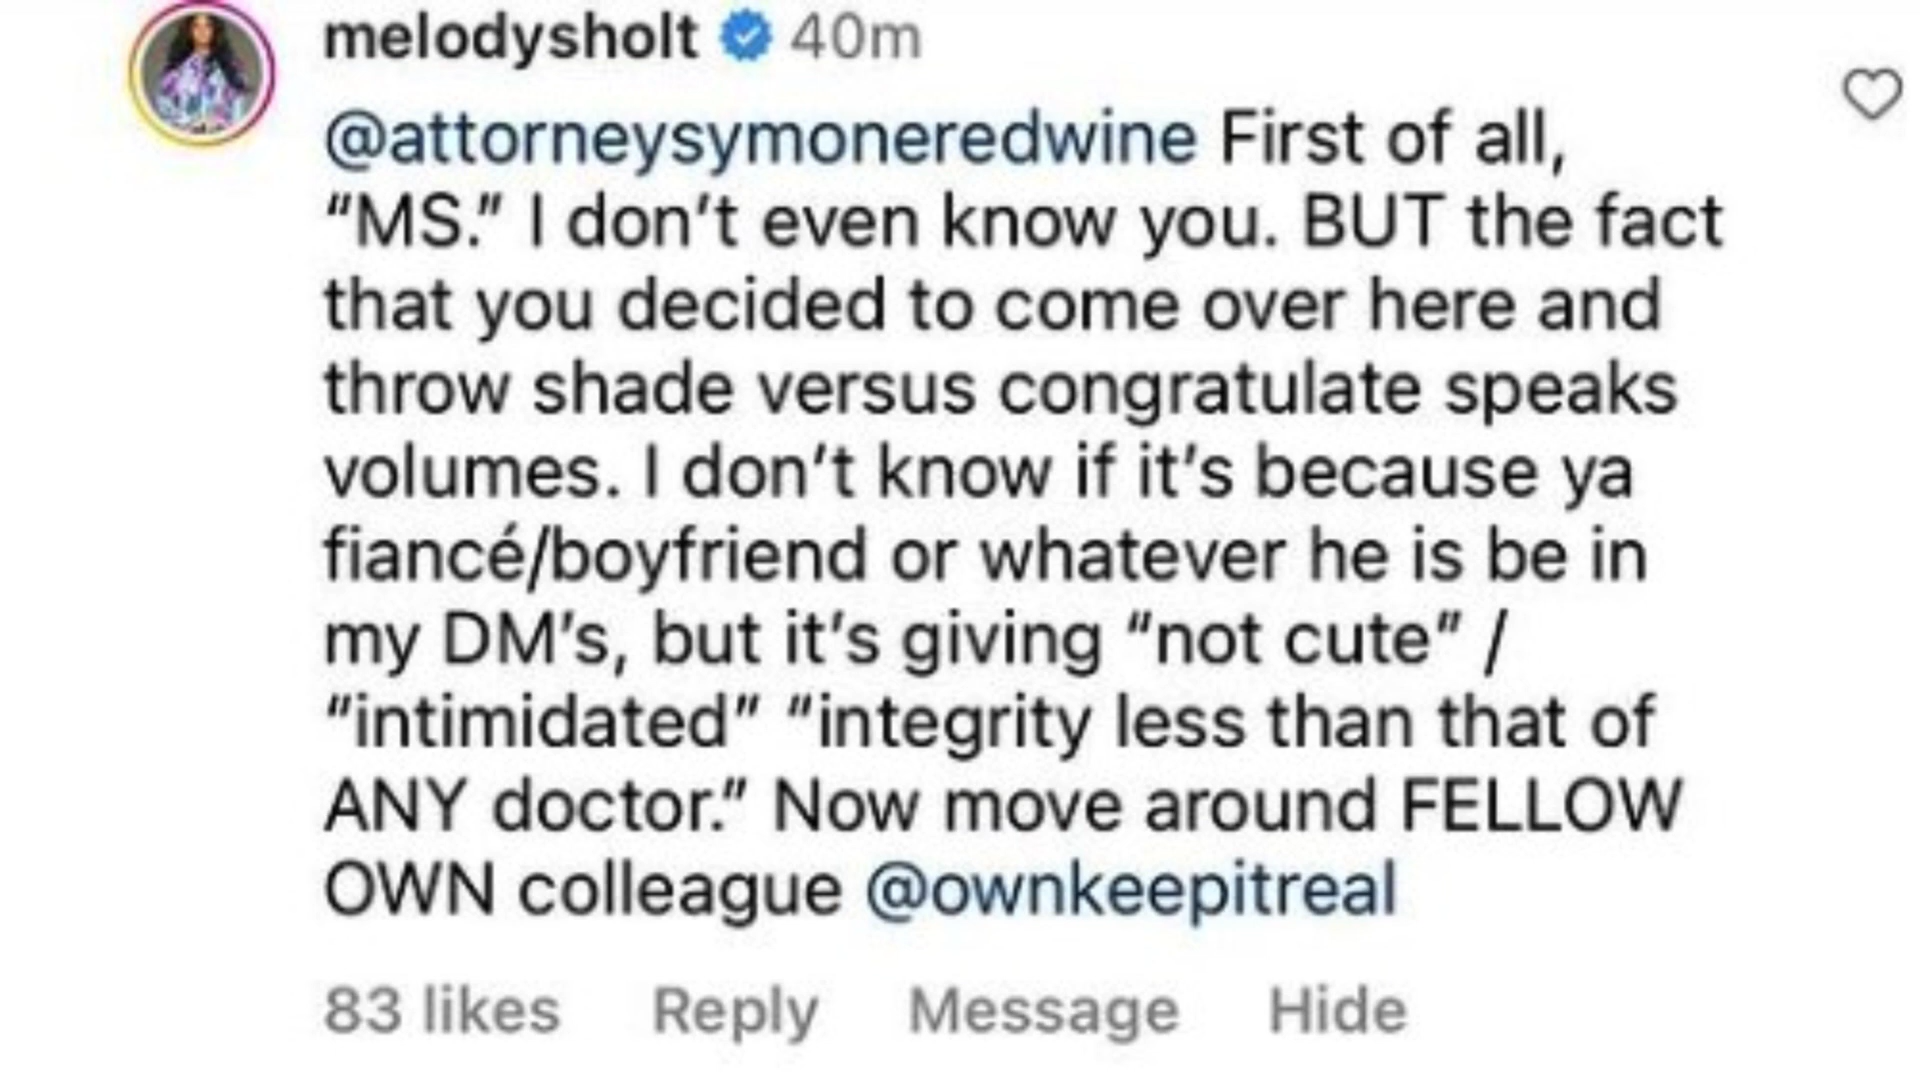 melodysholt 40m
@attorneysymoneredwine First of all,
“MS.” I don’t even know you. BUT the fact
that you decided to come over here and
throw shade versus congratulate speaks
volumes. I don’t know if it’s because ya
fiancé/boyfriend or whatever he is be in
my DM’s, but it’s giving “not cute” /
“intimidated” “integrity less than that of
ANY doctor.” Now move around FELLOW
OWN colleague @ownkeepitreal
83 likes Reply Message Hide